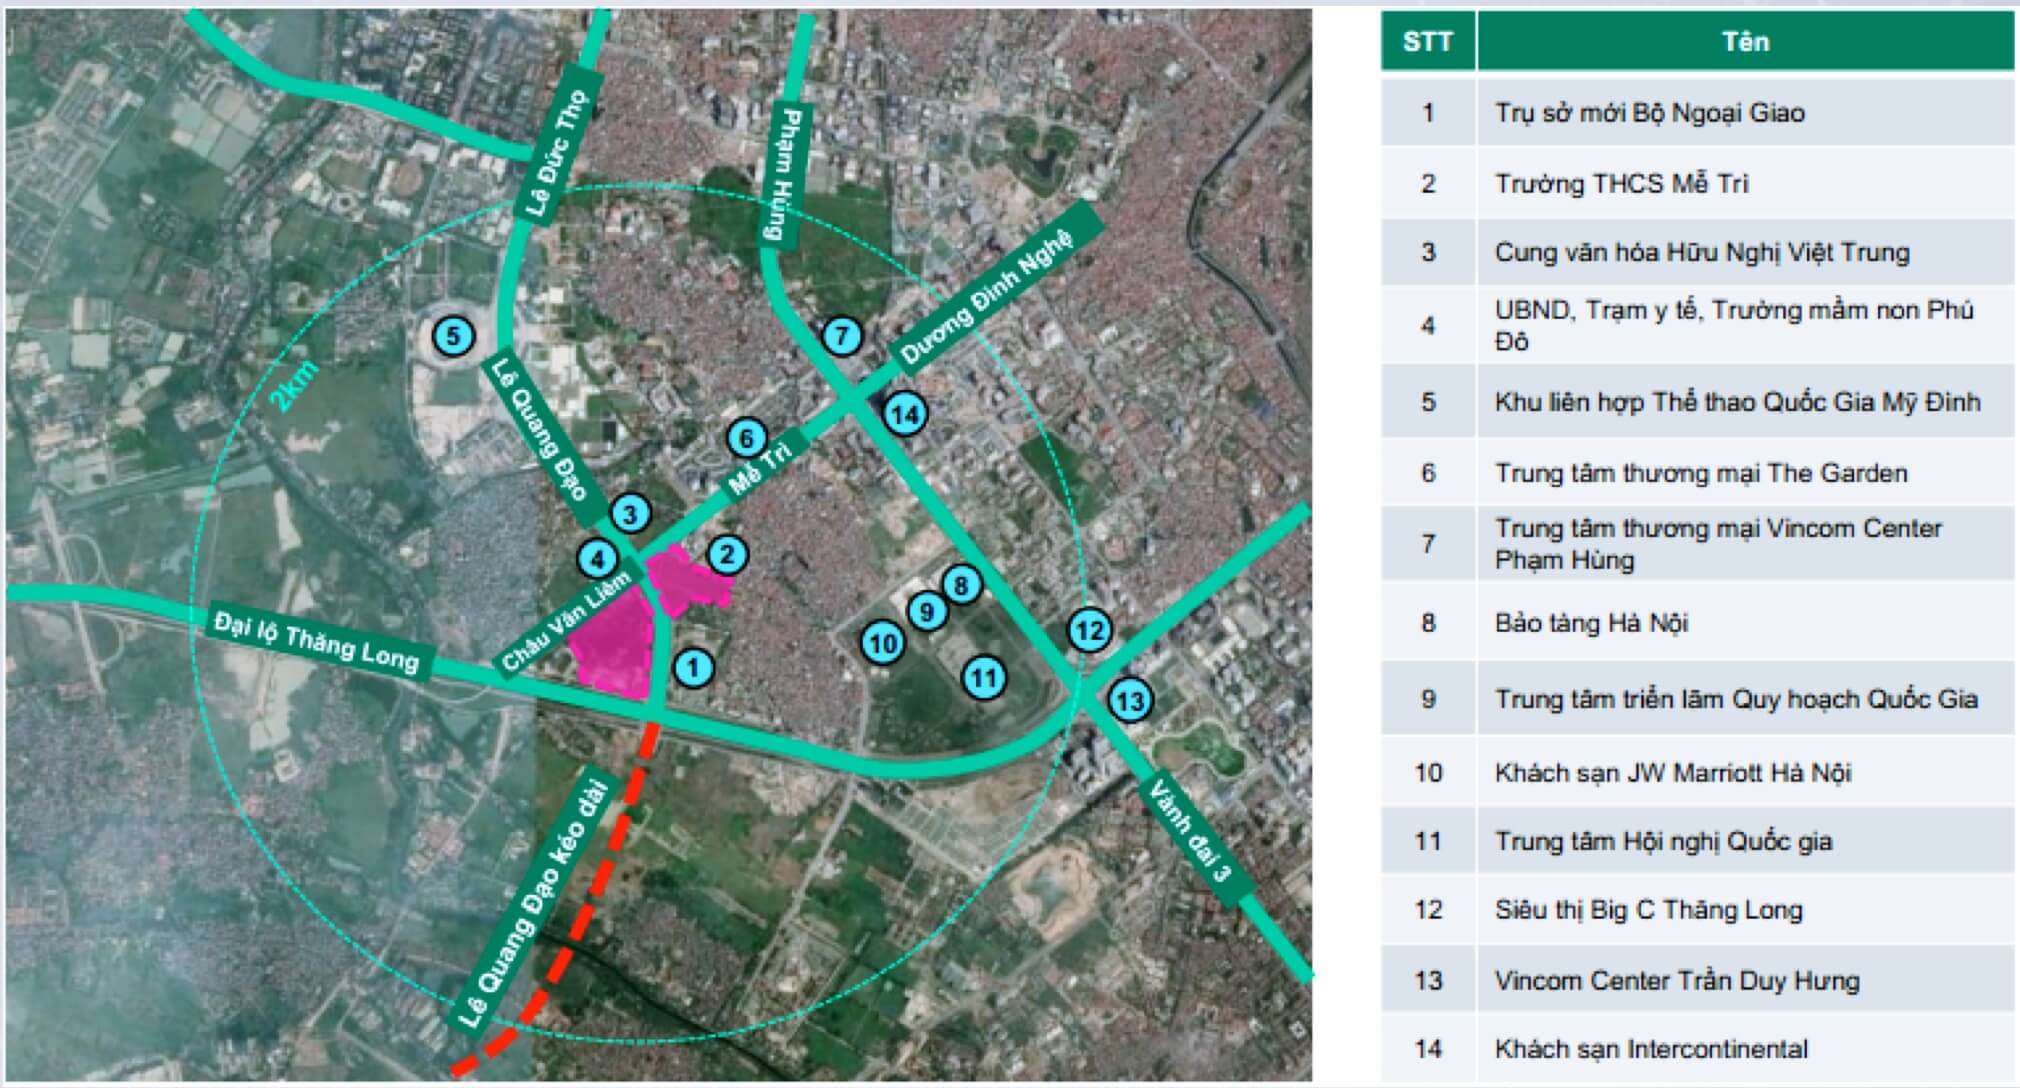 Lê Đức Thọ
Phạm Hùng
Dương Đình Nghệ
2km
Lê Quang Đạo
Mễ Trì
Châu Văn Liêm
Đại lộ Thăng Long
Lê Quang Đạo kéo dài
Vành đai 3
5
7
14
6
3
4
2
8
9
10
12
1
11
13
STT Tên
1 Trụ sở mới Bộ Ngoại Giao
2 Trường THCS Mễ Trì
3 Cung văn hóa Hữu Nghị Việt Trung
4 UBND, Trạm y tế, Trường mầm non Phú
Đô
5 Khu liên hợp Thể thao Quốc Gia Mỹ Đình
6 Trung tâm thương mại The Garden
7 Trung tâm thương mại Vincom Center
Phạm Hùng
8 Bảo tàng Hà Nội
9 Trung tâm triển lãm Quy hoạch Quốc Gia
10 Khách sạn JW Marriott Hà Nội
11 Trung tâm Hội nghị Quốc gia
12 Siêu thị Big C Thăng Long
13 Vincom Center Trần Duy Hưng
14 Khách sạn Intercontinental